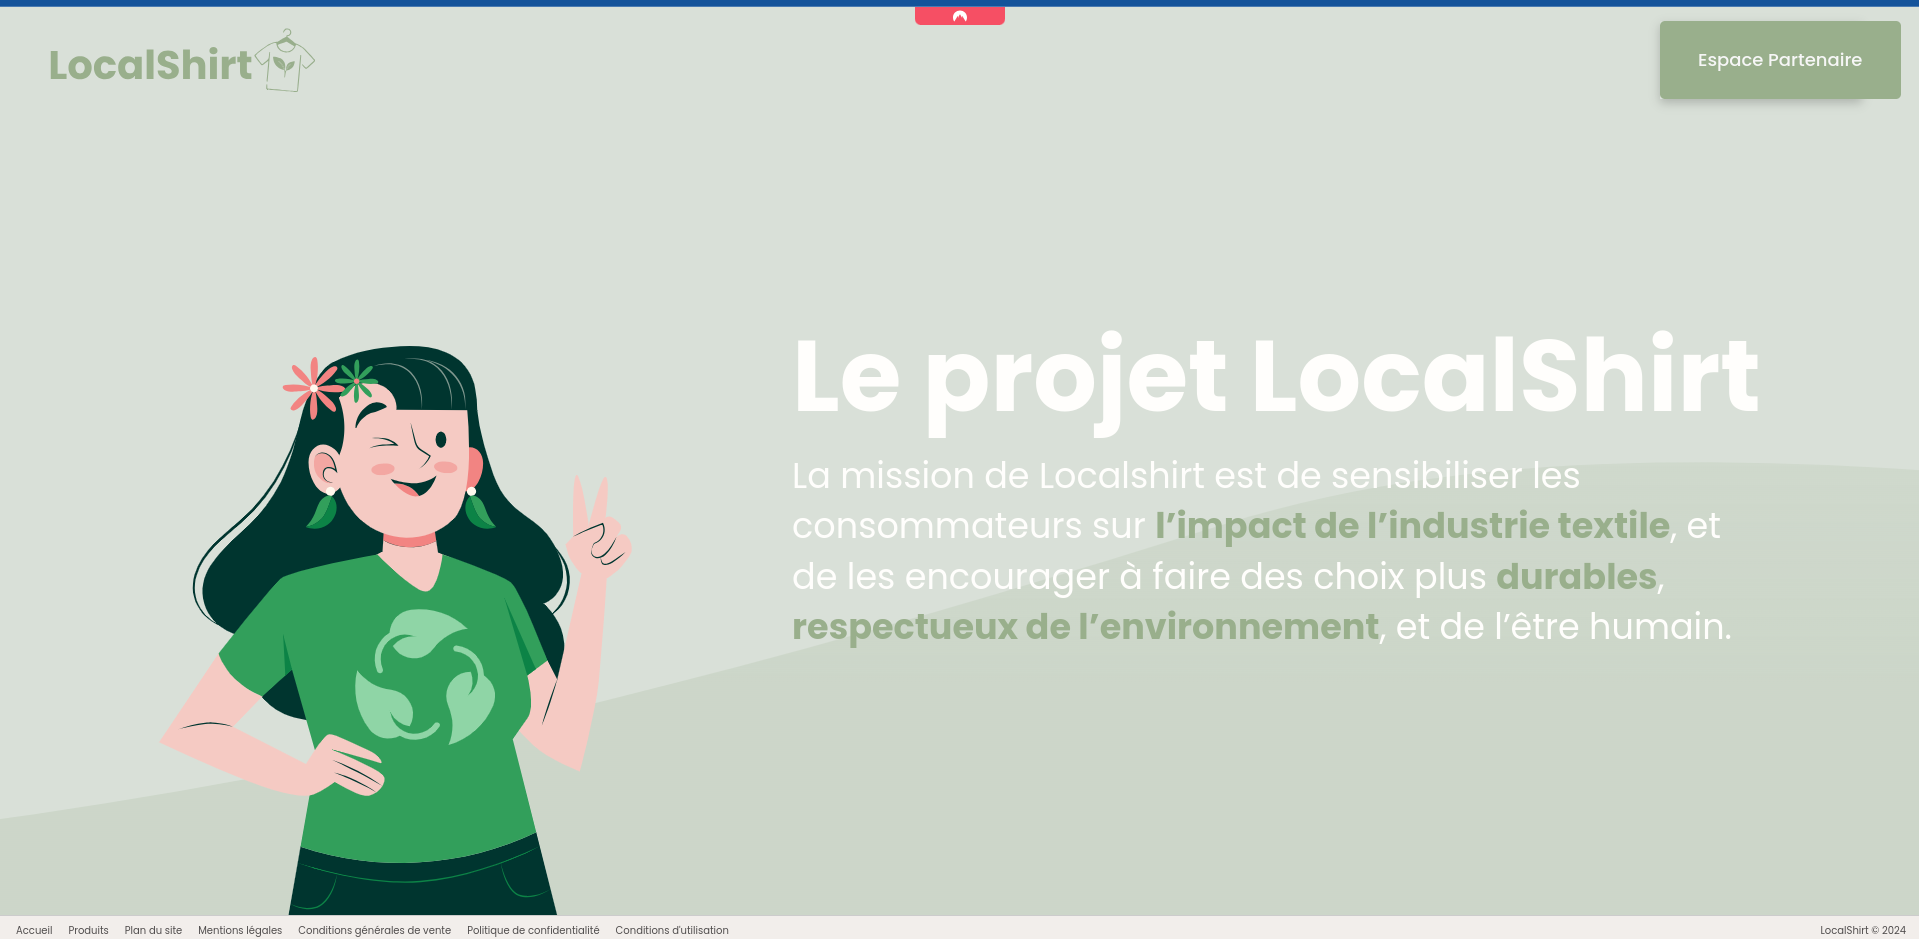 LocalShirt
Espace Partenaire
Le projet LocalShirt
La mission de Localshirt est de sensibiliser les
consommateurs sur l’impact de l’industrie textile, et
de les encourager à faire des choix plus durables,
respectueux de l’environnement, et de l’être humain.
Accueil Produits Plan du site Mentions légales Conditions générales de vente Politique de confidentialité Conditions d'utilisation LocalShirt © 2024